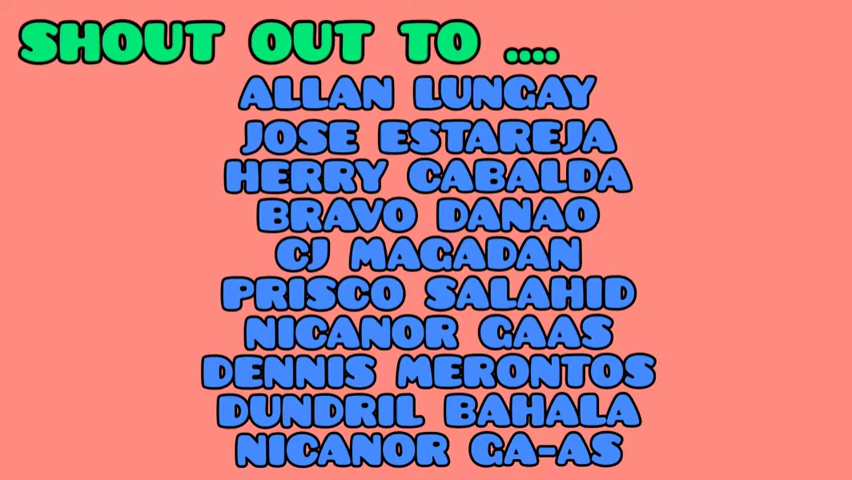 SHOUT OUT TO ....
ALLAN LUNGAY
JOSE ESTAREJA
HERRY CABALDA
BRAVO DANAO
CJ MAGADAN
PRISCO SALAHID
NICANOR GAAS
DENNIS MERONTOS
DUNDRIL BAHALA
NICANOR GA-AS